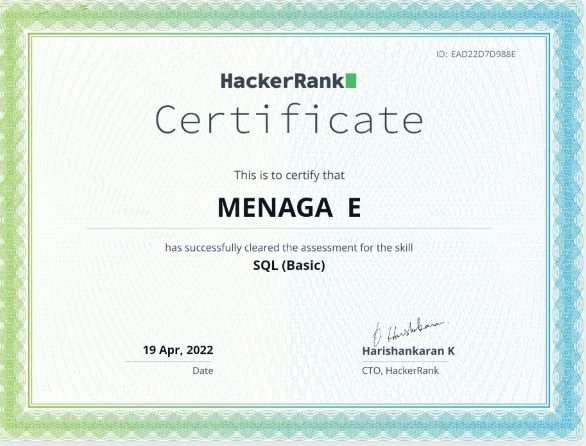 ID: EAD22D7D988E
HackerRank
Certificate
This is to certify that
MENAGA E
has successfully cleared the assessment for the skill
SQL (Basic)
19 Apr, 2022
Date
Harishankaran K
CTO, HackerRank